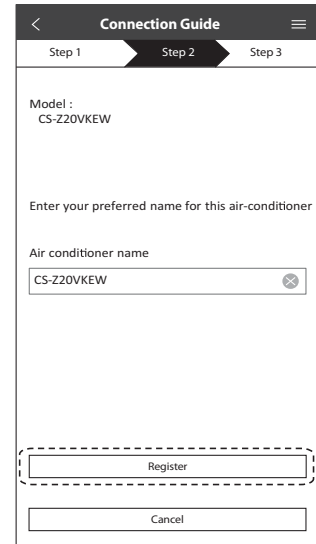 Connection Guide
Step 1 Step 2 Step 3
Model :
CS-Z20VKEW
Enter your preferred name for this air-conditioner
Air conditioner name
CS-Z20VKEW
Register
Cancel